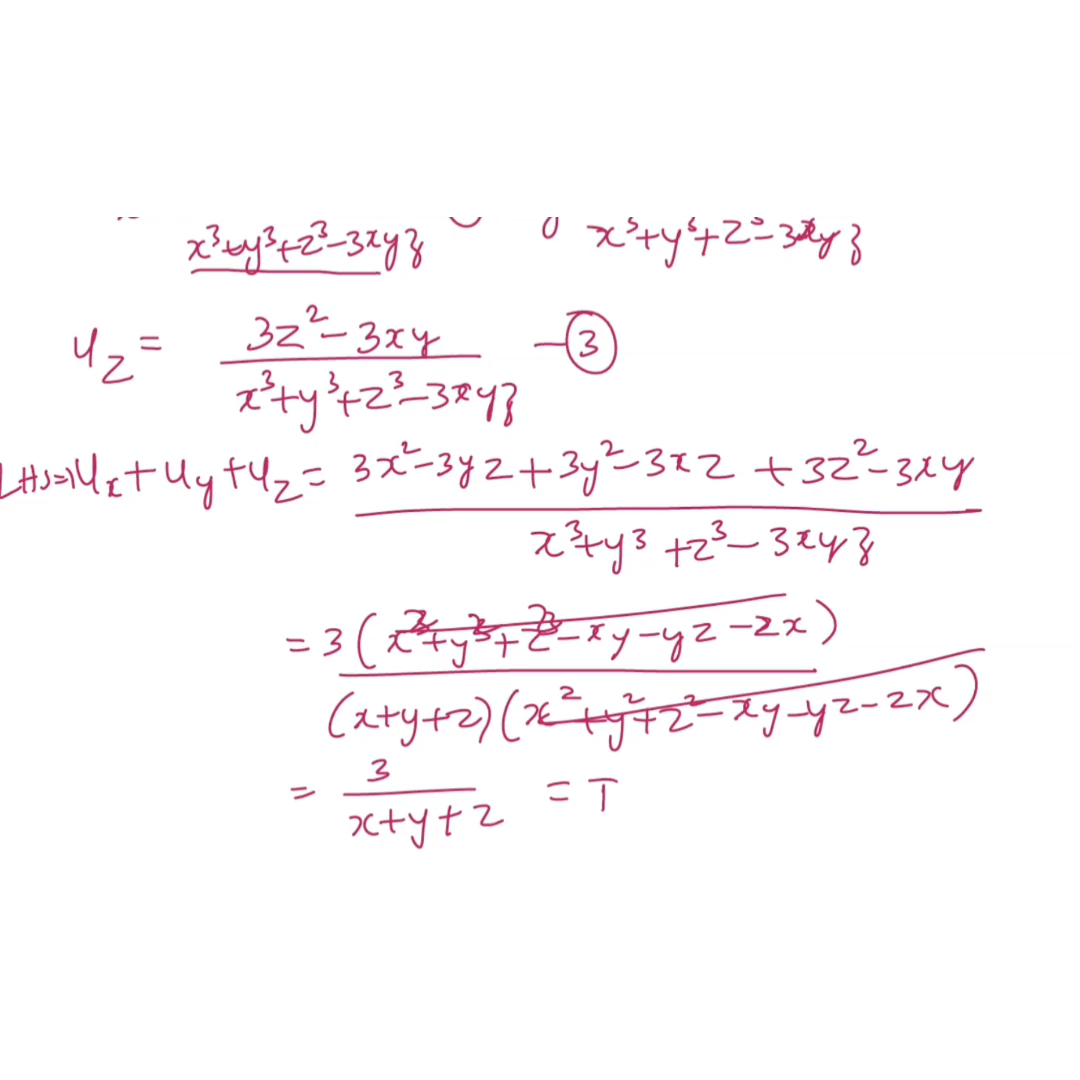 x³+y³+z³-3xyz x³+y³+z³-3xyz
u_z = (3z²-3xy)/(x³+y³+z³-3xyz) -③
LHS=) u_x+u_y+u_z = (3x²-3yz+3y²-3xz+3z²-3xy)/(x³+y³+z³-3xyz)
= 3(x²+y²+z²-xy-yz-zx)/((x+y+z)(x²+y²+z²-xy-yz-zx))
= 3/(x+y+z) = T